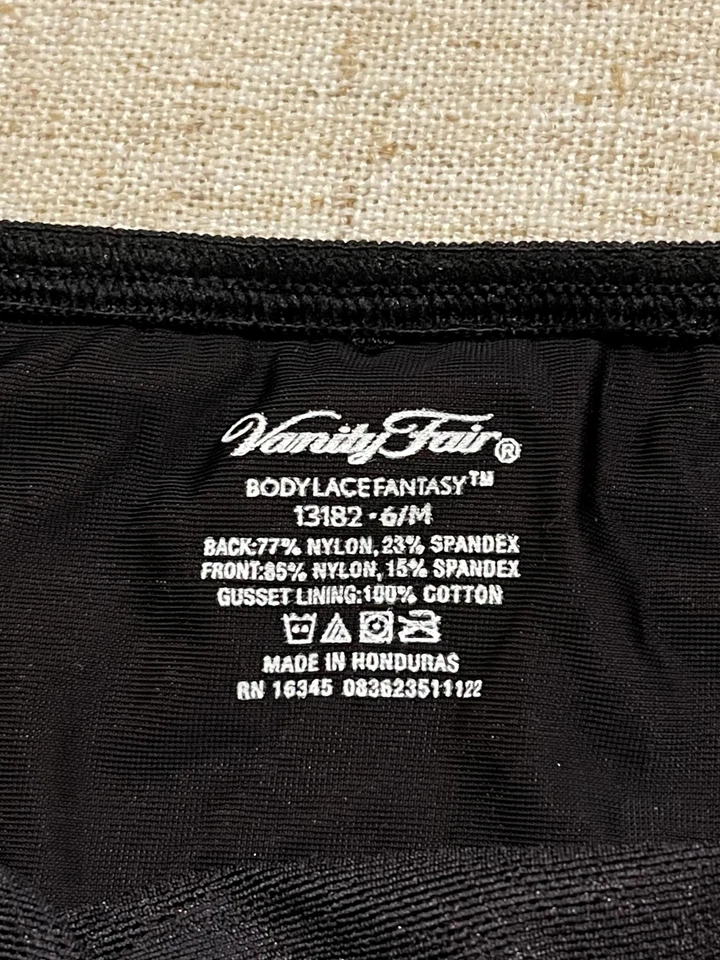 Vanity Fair®
BODY LACE FANTASY™
13182 - 6/M
BACK:77% NYLON, 23% SPANDEX
FRONT:85% NYLON, 15% SPANDEX
GUSSET LINING:100% COTTON
MADE IN HONDURAS
RN 16345 083623511122